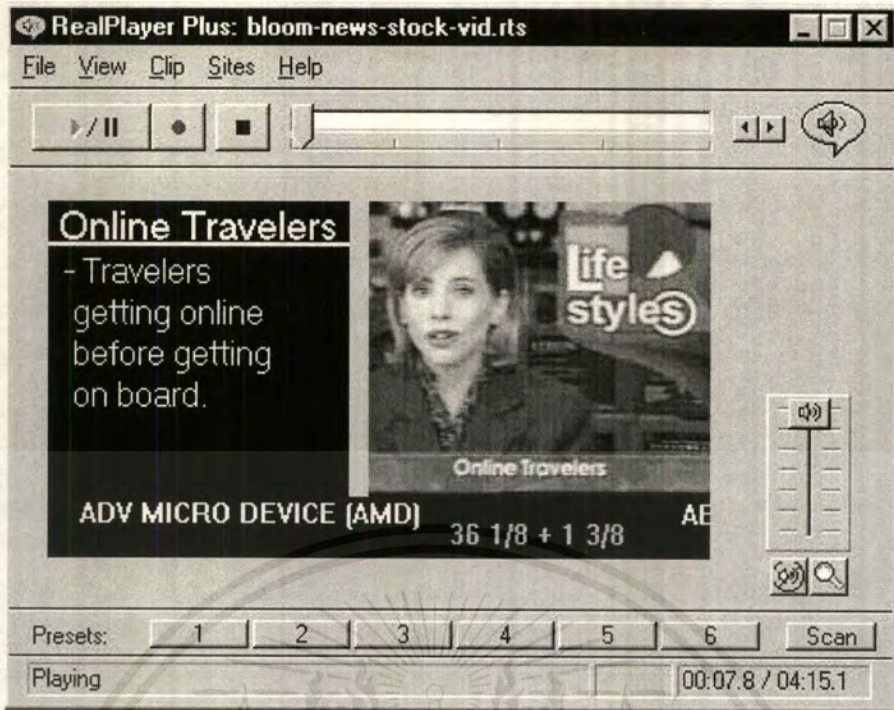 RealPlayer Plus: bloom-news-stock-vid.rts
File View Clip Sites Help
Online Travelers
- Travelers
getting online
before getting
on board.
Life
styles
Online Travelers
ADV MICRO DEVICE (AMD)
36 1/8 + 1 3/8
AE
Presets: 1 2 3 4 5 6 Scan
Playing 00:07.8 / 04:15.1